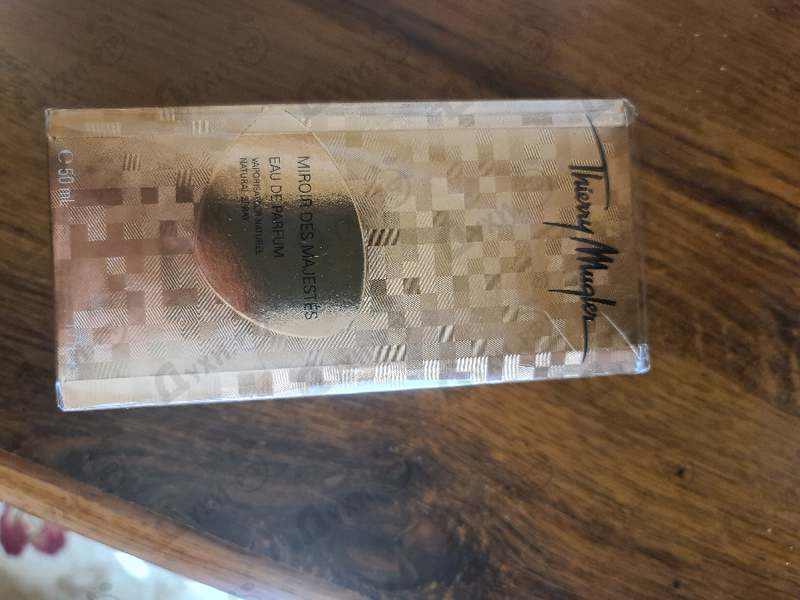 Thierry Mugler
MIROIR DES MAJESTÉS
EAU DE PARFUM
VAPORISATEUR NATUREL
NATURAL SPRAY
℮ 50 ml